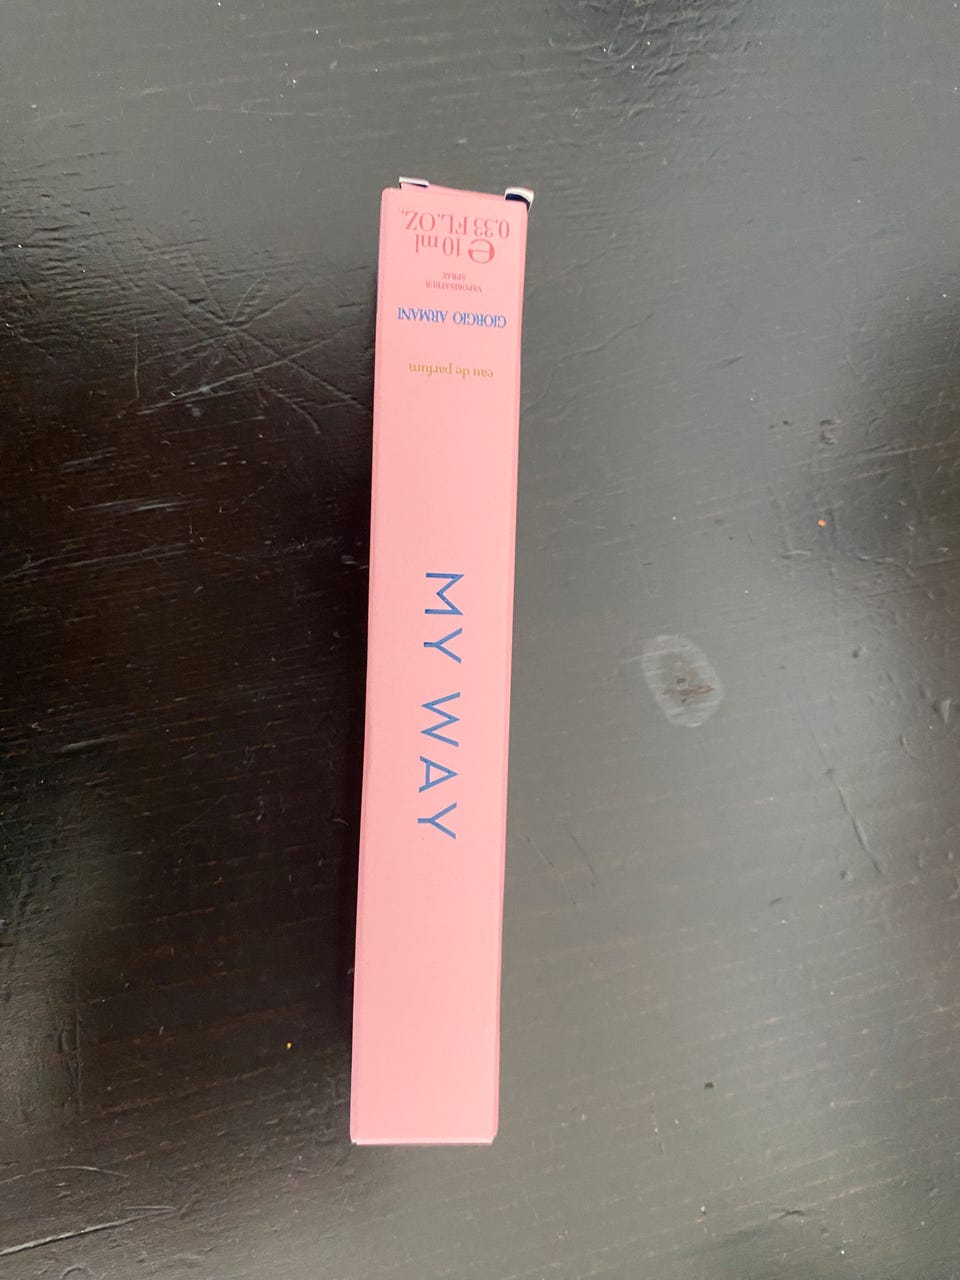 MY WAY
eau de parfum
GIORGIO ARMANI
VAPORISATEUR
SPRAY
e 10 ml
0.33 FL.OZ.